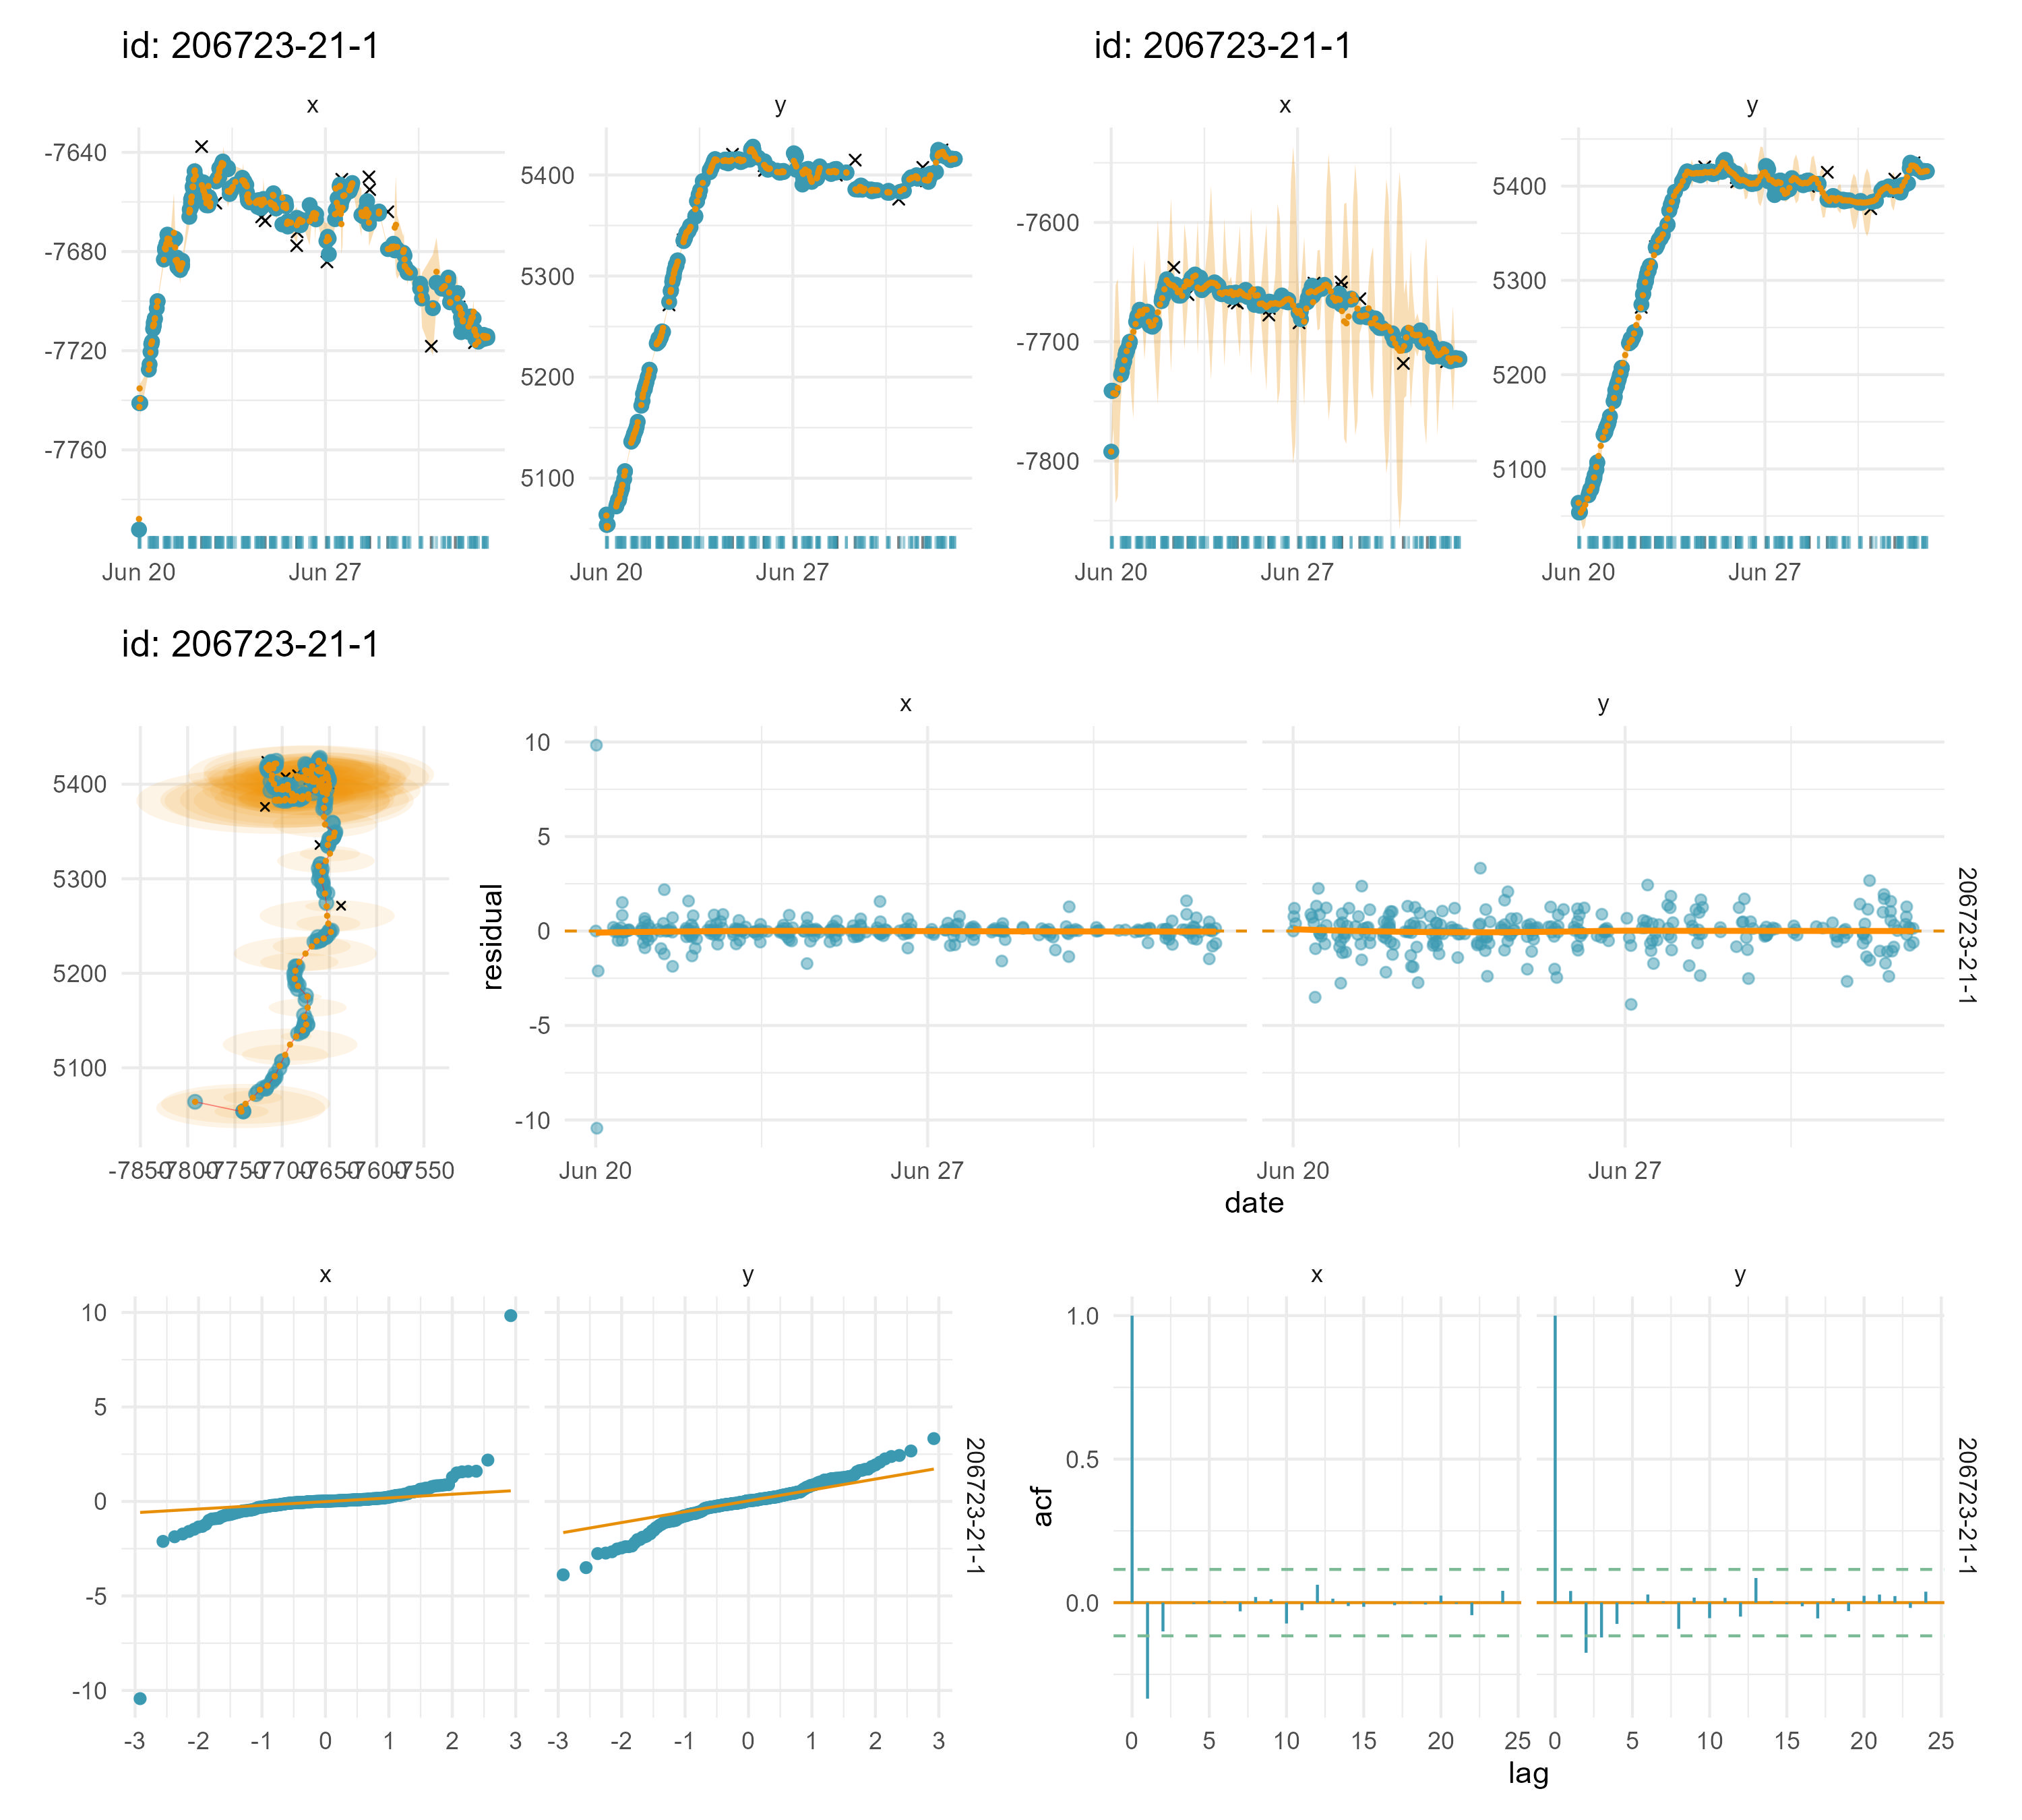 id: 206723-21-1
id: 206723-21-1
x
y
x
y
-7640
-7680
-7720
-7760
5400
5300
5200
5100
-7600
-7700
-7800
5400
5300
5200
5100
Jun 20
Jun 27
Jun 20
Jun 27
Jun 20
Jun 27
Jun 20
Jun 27
id: 206723-21-1
x
y
5400
5300
5200
5100
-7850
-7800
-7750
-7700
-7650
-7600
-7550
residual
10
5
0
-5
-10
Jun 20
Jun 27
Jun 20
Jun 27
date
206723-21-1
x
y
10
5
0
-5
-10
-3
-2
-1
0
1
2
3
-3
-2
-1
0
1
2
3
206723-21-1
x
y
acf
1.0
0.5
0.0
0
5
10
15
20
25
0
5
10
15
20
25
lag
206723-21-1